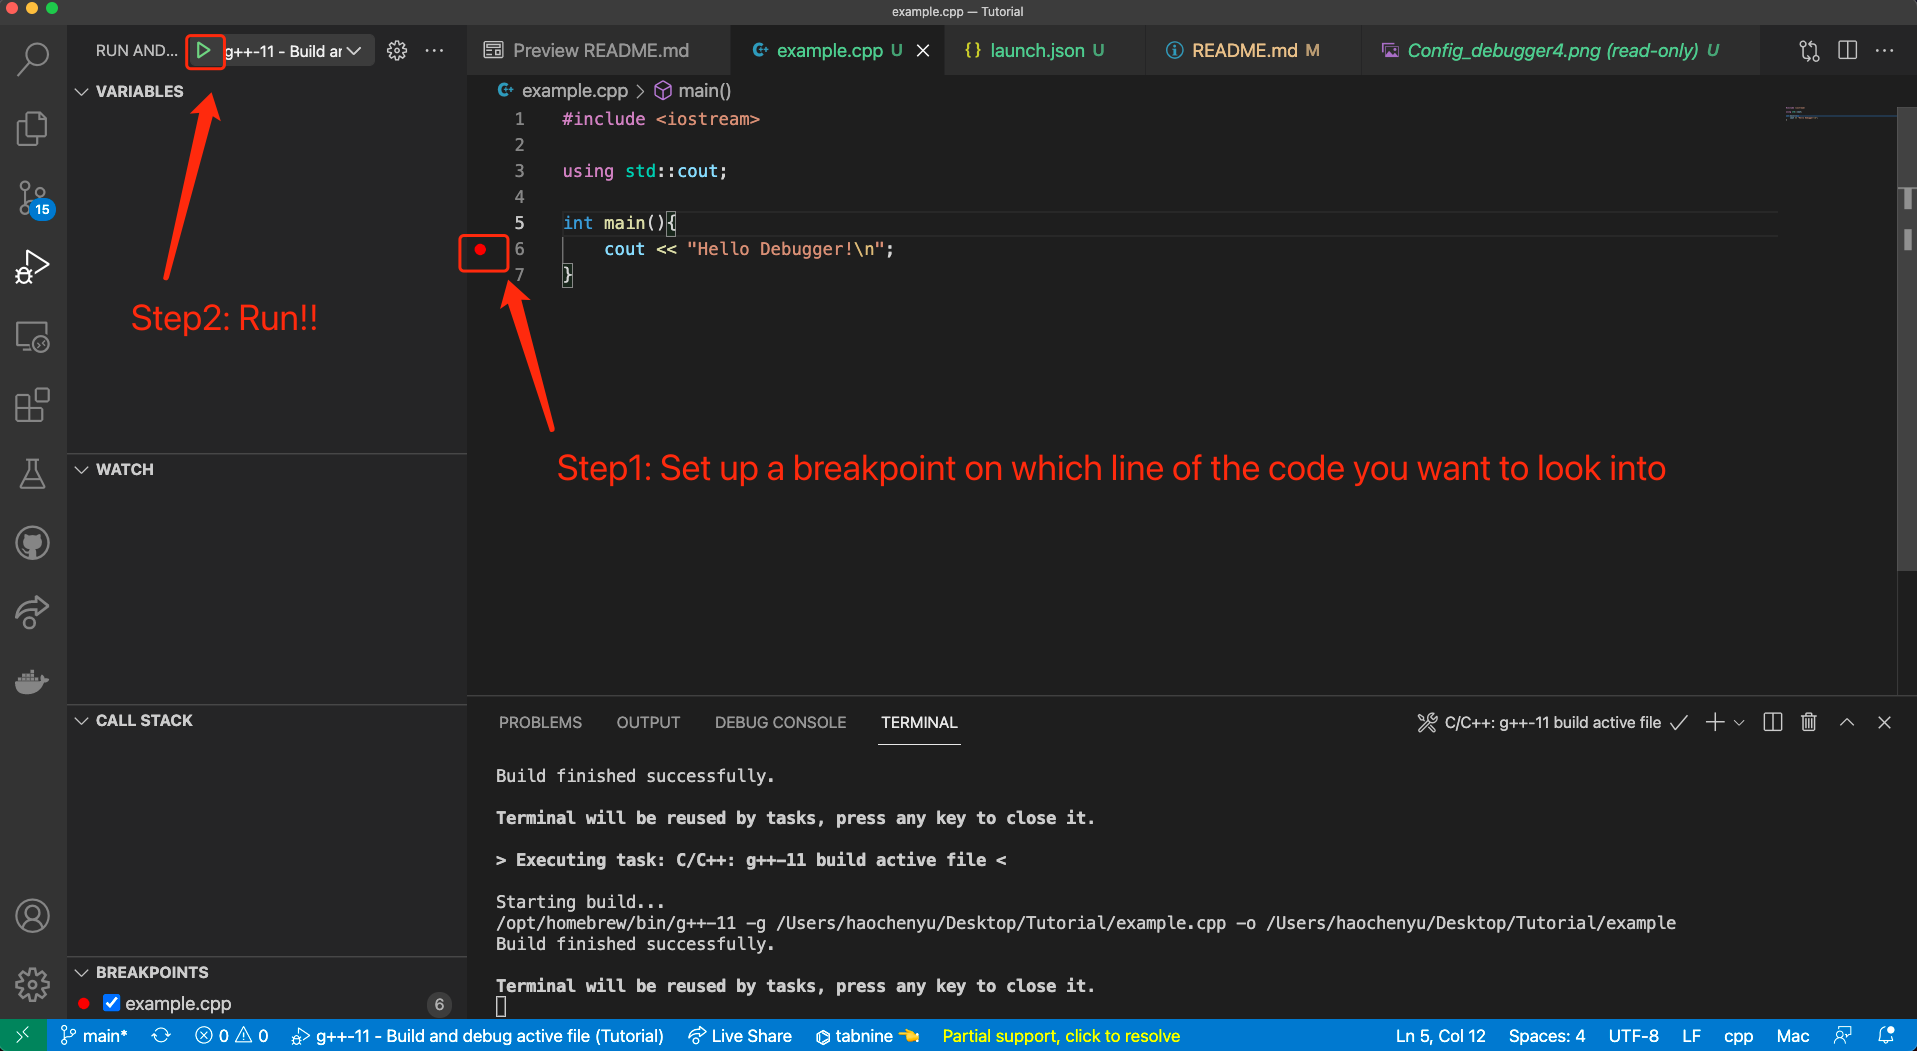 example.cpp — Tutorial
RUN AND...
g++-11 - Build ar
Preview README.md
example.cpp U
{} launch.json U
README.md M
Config_debugger4.png (read-only) U
VARIABLES
example.cpp > main()
1 #include <iostream>
2
3 using std::cout;
4
5 int main(){
6 cout << "Hello Debugger!\n";
7 }
15
Step2: Run!!
Step1: Set up a breakpoint on which line of the code you want to look into
WATCH
CALL STACK
BREAKPOINTS
example.cpp 6
PROBLEMS OUTPUT DEBUG CONSOLE TERMINAL
C/C++: g++-11 build active file
Build finished successfully.
Terminal will be reused by tasks, press any key to close it.
> Executing task: C/C++: g++-11 build active file <
Starting build...
/opt/homebrew/bin/g++-11 -g /Users/haochenyu/Desktop/Tutorial/example.cpp -o /Users/haochenyu/Desktop/Tutorial/example
Build finished successfully.
Terminal will be reused by tasks, press any key to close it.
main* 0 0 g++-11 - Build and debug active file (Tutorial) Live Share tabnine Partial support, click to resolve Ln 5, Col 12 Spaces: 4 UTF-8 LF cpp Mac